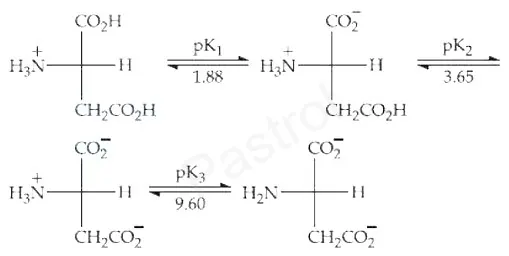 CO₂H
CO₂⁻
H₃N⁺ H pK₁ 1.88 H₃N⁺ H pK₂ 3.65
CH₂CO₂H
CH₂CO₂H
CO₂⁻
CO₂⁻
H₃N⁺ H pK₃ 9.60 H₂N H
CH₂CO₂⁻
CH₂CO₂⁻